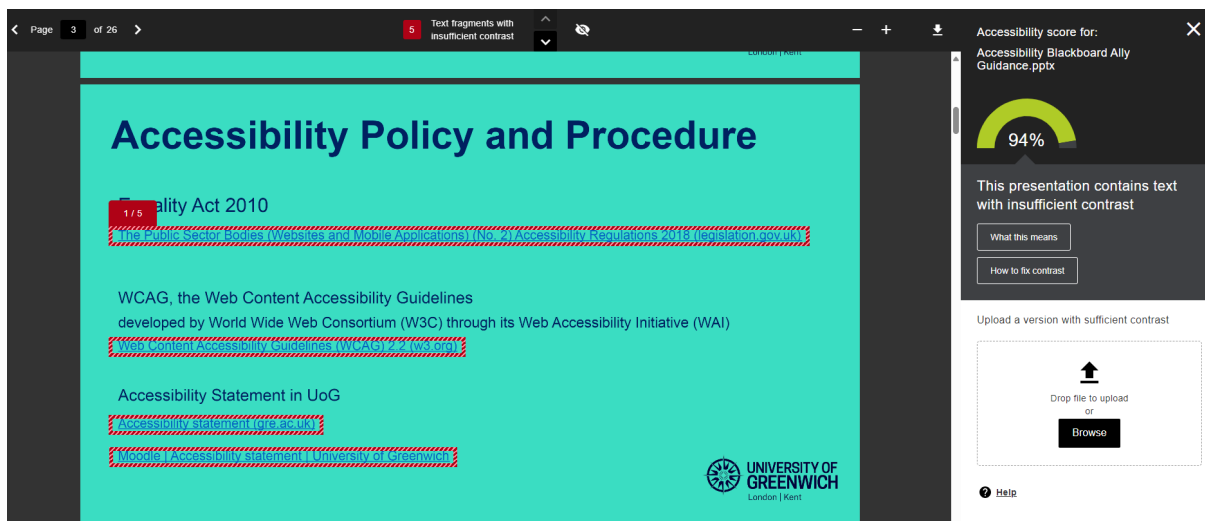 Page 3 of 26
5 Text fragments with
insufficient contrast
Accessibility score for:
Accessibility Blackboard Ally
Guidance.pptx
94%
This presentation contains text
with insufficient contrast
What this means
How to fix contrast
Upload a version with sufficient contrast
Drop file to upload
or
Browse
Help
London | Kent
Accessibility Policy and Procedure
Equality Act 2010
1 / 5
The Public Sector Bodies (Websites and Mobile Applications) (No. 2) Accessibility Regulations 2018 (legislation.gov.uk)
WCAG, the Web Content Accessibility Guidelines
developed by World Wide Web Consortium (W3C) through its Web Accessibility Initiative (WAI)
Web Content Accessibility Guidelines (WCAG) 2.2 (w3.org)
Accessibility Statement in UoG
Accessibility statement (gre.ac.uk)
Moodle | Accessibility statement | University of Greenwich
UNIVERSITY OF
GREENWICH
London | Kent